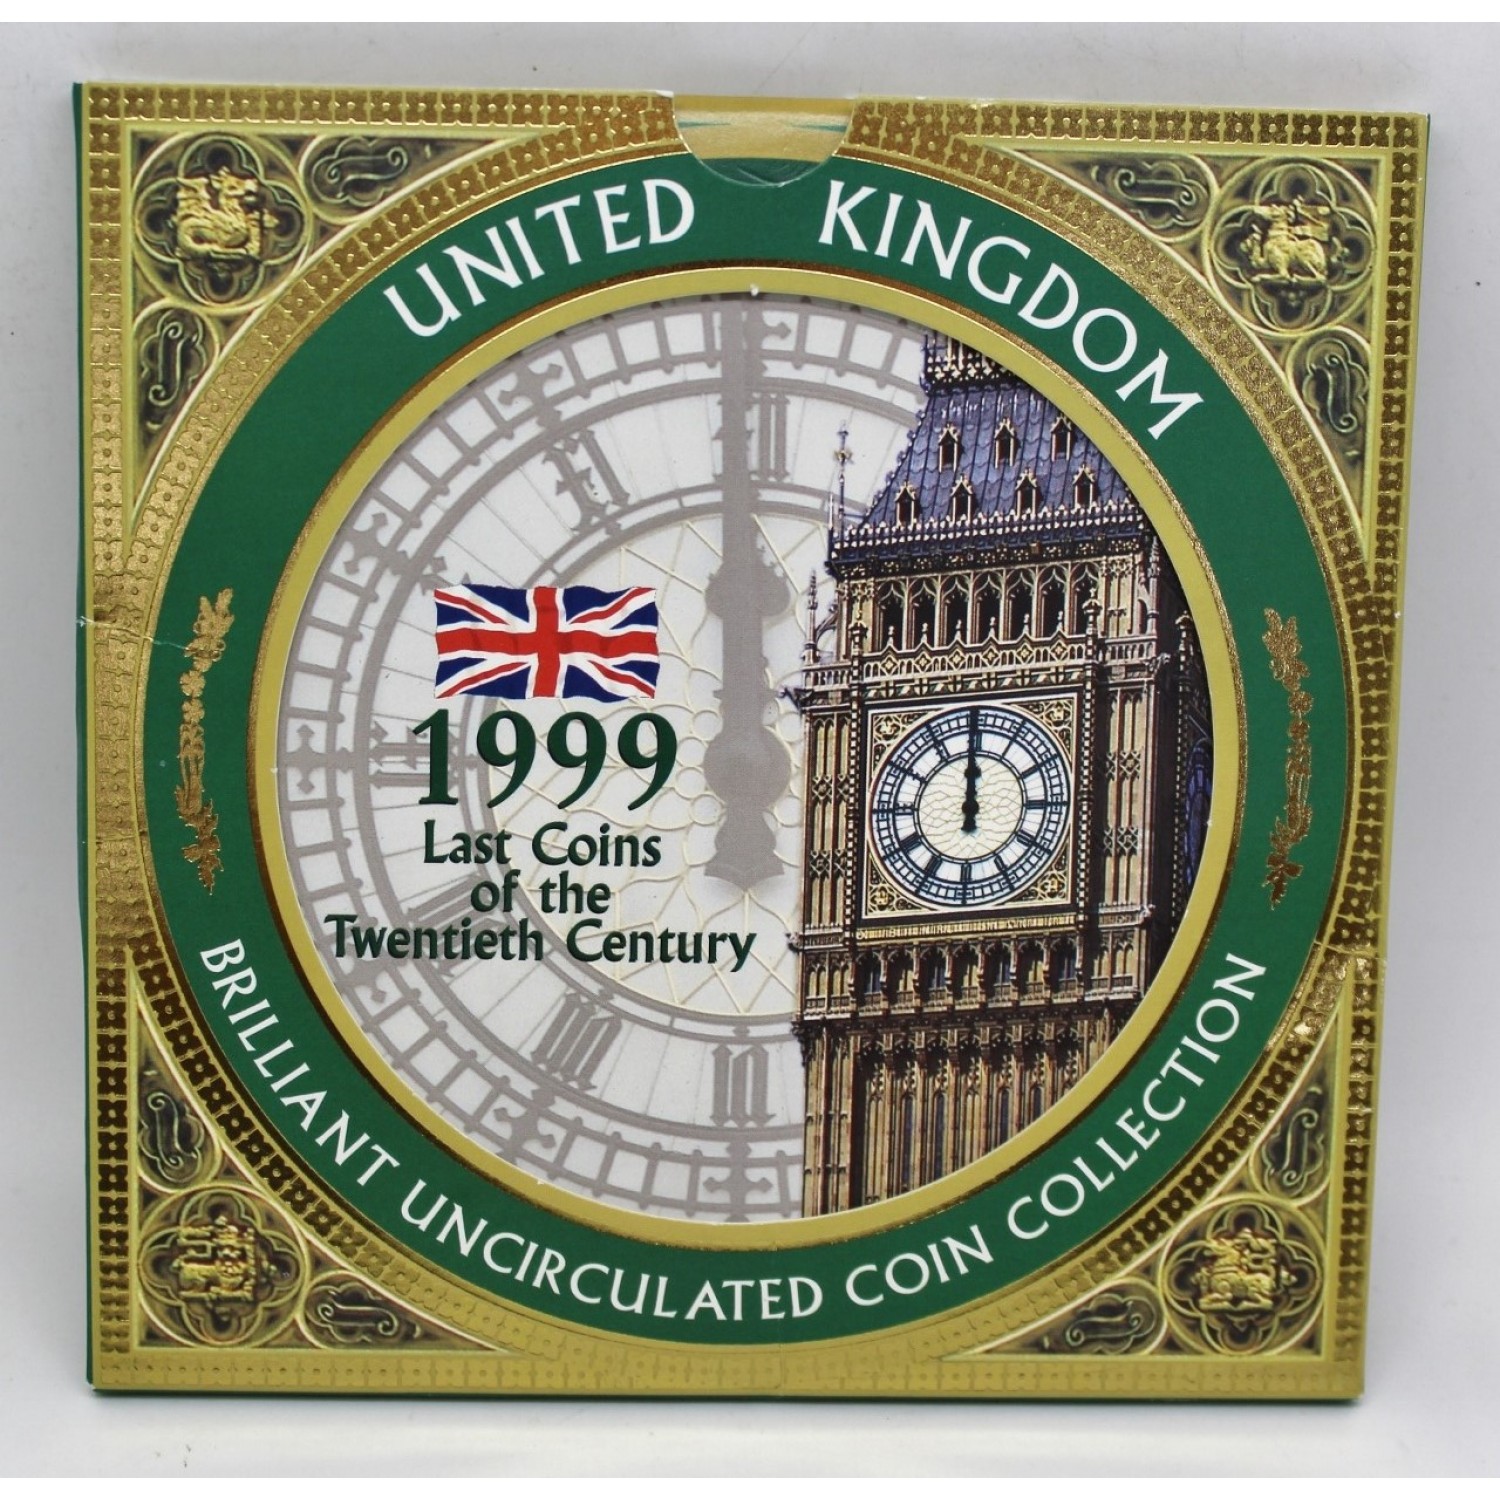 UNITED KINGDOM
1999
Last Coins
of the
Twentieth Century
BRILLIANT UNCIRCULATED COIN COLLECTION